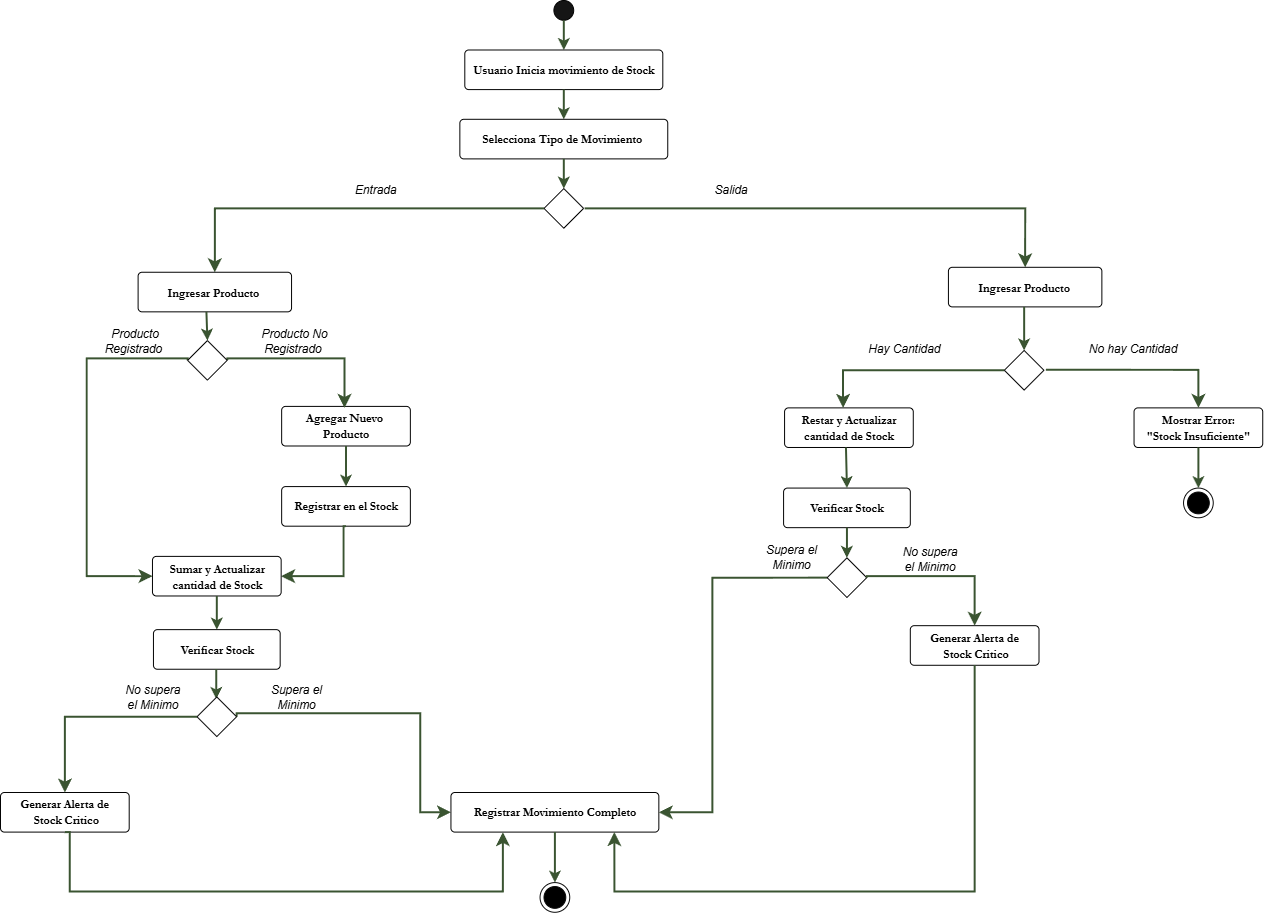 Usuario Inicia movimiento de Stock
Selecciona Tipo de Movimiento
Entrada
Salida
Ingresar Producto
Ingresar Producto
Producto
Registrado
Producto No
Registrado
Hay Cantidad
No hay Cantidad
Agregar Nuevo
Producto
Restar y Actualizar
cantidad de Stock
Mostrar Error:
"Stock Insuficiente"
Registrar en el Stock
Verificar Stock
Supera el
Minimo
No supera
el Minimo
Sumar y Actualizar
cantidad de Stock
Generar Alerta de
Stock Critico
Verificar Stock
No supera
el Minimo
Supera el
Minimo
Generar Alerta de
Stock Critico
Registrar Movimiento Completo